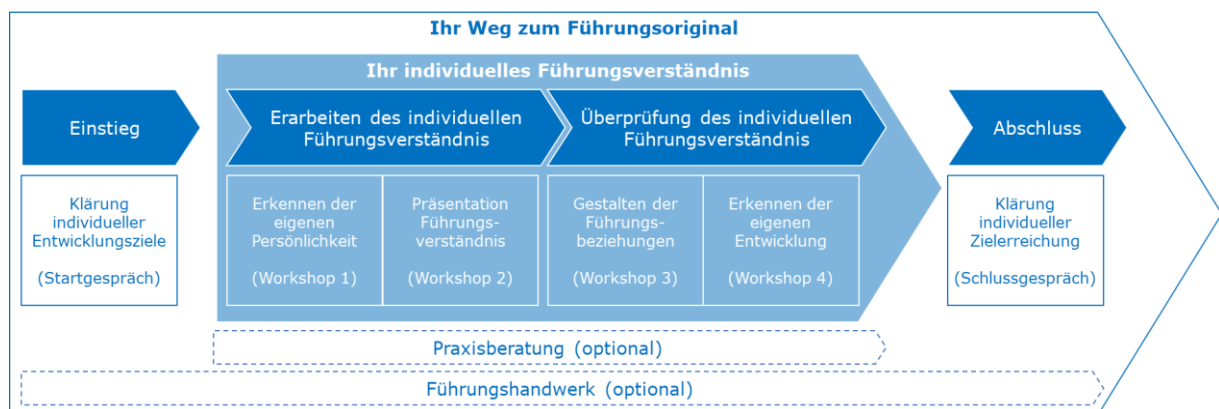 Ihr Weg zum Führungsoriginal
Ihr individuelles Führungsverständnis
Einstieg
Erarbeiten des individuellen
Führungsverständnis
Überprüfung des individuellen
Führungsverständnis
Abschluss
Klärung
individueller
Entwicklungsziele
(Startgespräch)
Erkennen der
eigenen
Persönlichkeit
(Workshop 1)
Präsentation
Führungs-
verständnis
(Workshop 2)
Gestalten der
Führungs-
beziehungen
(Workshop 3)
Erkennen der
eigenen
Entwicklung
(Workshop 4)
Klärung
individueller
Zielerreichung
(Schlussgespräch)
Praxisberatung (optional)
Führungshandwerk (optional)